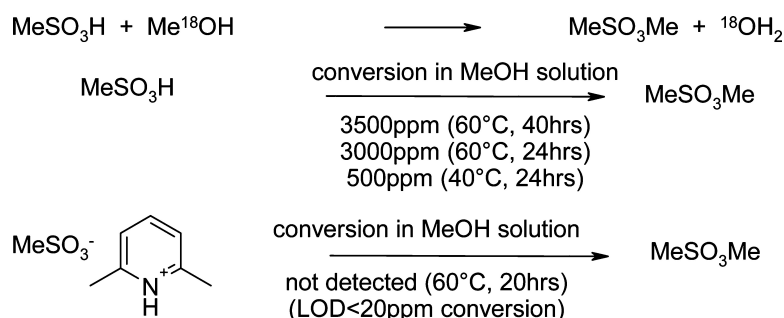 MeSO₃H + Me¹⁸OH MeSO₃Me + ¹⁸OH₂
conversion in MeOH solution
MeSO₃H MeSO₃Me
3500ppm (60°C, 40hrs)
3000ppm (60°C, 24hrs)
500ppm (40°C, 24hrs)
conversion in MeOH solution
MeSO₃⁻ MeSO₃Me
not detected (60°C, 20hrs)
N⁺
H
(LOD<20ppm conversion)